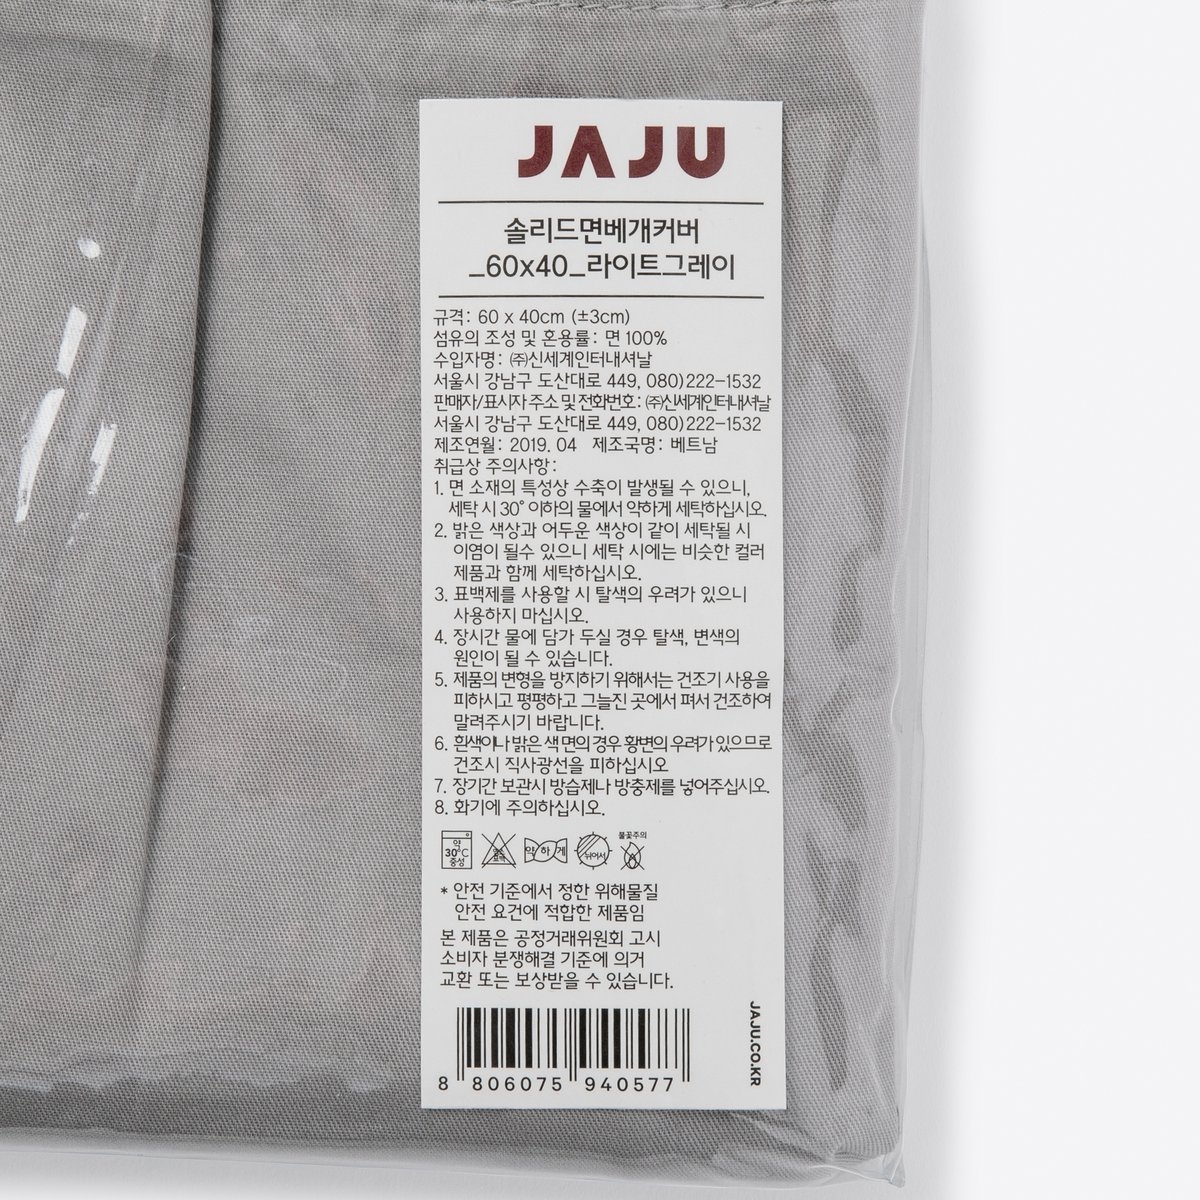 JAJU
솔리드면베개커버
_60x40_라이트그레이
규격: 60 x 40cm (±3cm)
섬유의 조성 및 혼용률: 면 100%
수입자명: ㈜신세계인터내셔날
서울시 강남구 도산대로 449, 080)222-1532
판매자/표시자 주소 및 전화번호: ㈜신세계인터내셔날
서울시 강남구 도산대로 449, 080)222-1532
제조연월: 2019. 04 제조국명: 베트남
취급상 주의사항:
1. 면 소재의 특성상 수축이 발생될 수 있으니,
세탁 시 30° 이하의 물에서 약하게 세탁하십시오.
2. 밝은 색상과 어두운 색상이 같이 세탁될 시
이염이 될수 있으니 세탁 시에는 비슷한 컬러
제품과 함께 세탁하십시오.
3. 표백제를 사용할 시 탈색의 우려가 있으니
사용하지 마십시오.
4. 장시간 물에 담가 두실 경우 탈색, 변색의
원인이 될 수 있습니다.
5. 제품의 변형을 방지하기 위해서는 건조기 사용을
피하시고 평평하고 그늘진 곳에서 펴서 건조하여
말려주시기 바랍니다.
6. 흰색이나 밝은 색 면의 경우 황변의 우려가 있으므로
건조시 직사광선을 피하십시오
7. 장기간 보관시 방습제나 방충제를 넣어주십시오.
8. 화기에 주의하십시오.
불꽃주의
약
30°C
중성
약하게
뉘어서
* 안전 기준에서 정한 위해물질
안전 요건에 적합한 제품임
본 제품은 공정거래위원회 고시
소비자 분쟁해결 기준에 의거
교환 또는 보상받을 수 있습니다.
8 806075 940577
JAJU.CO.KR